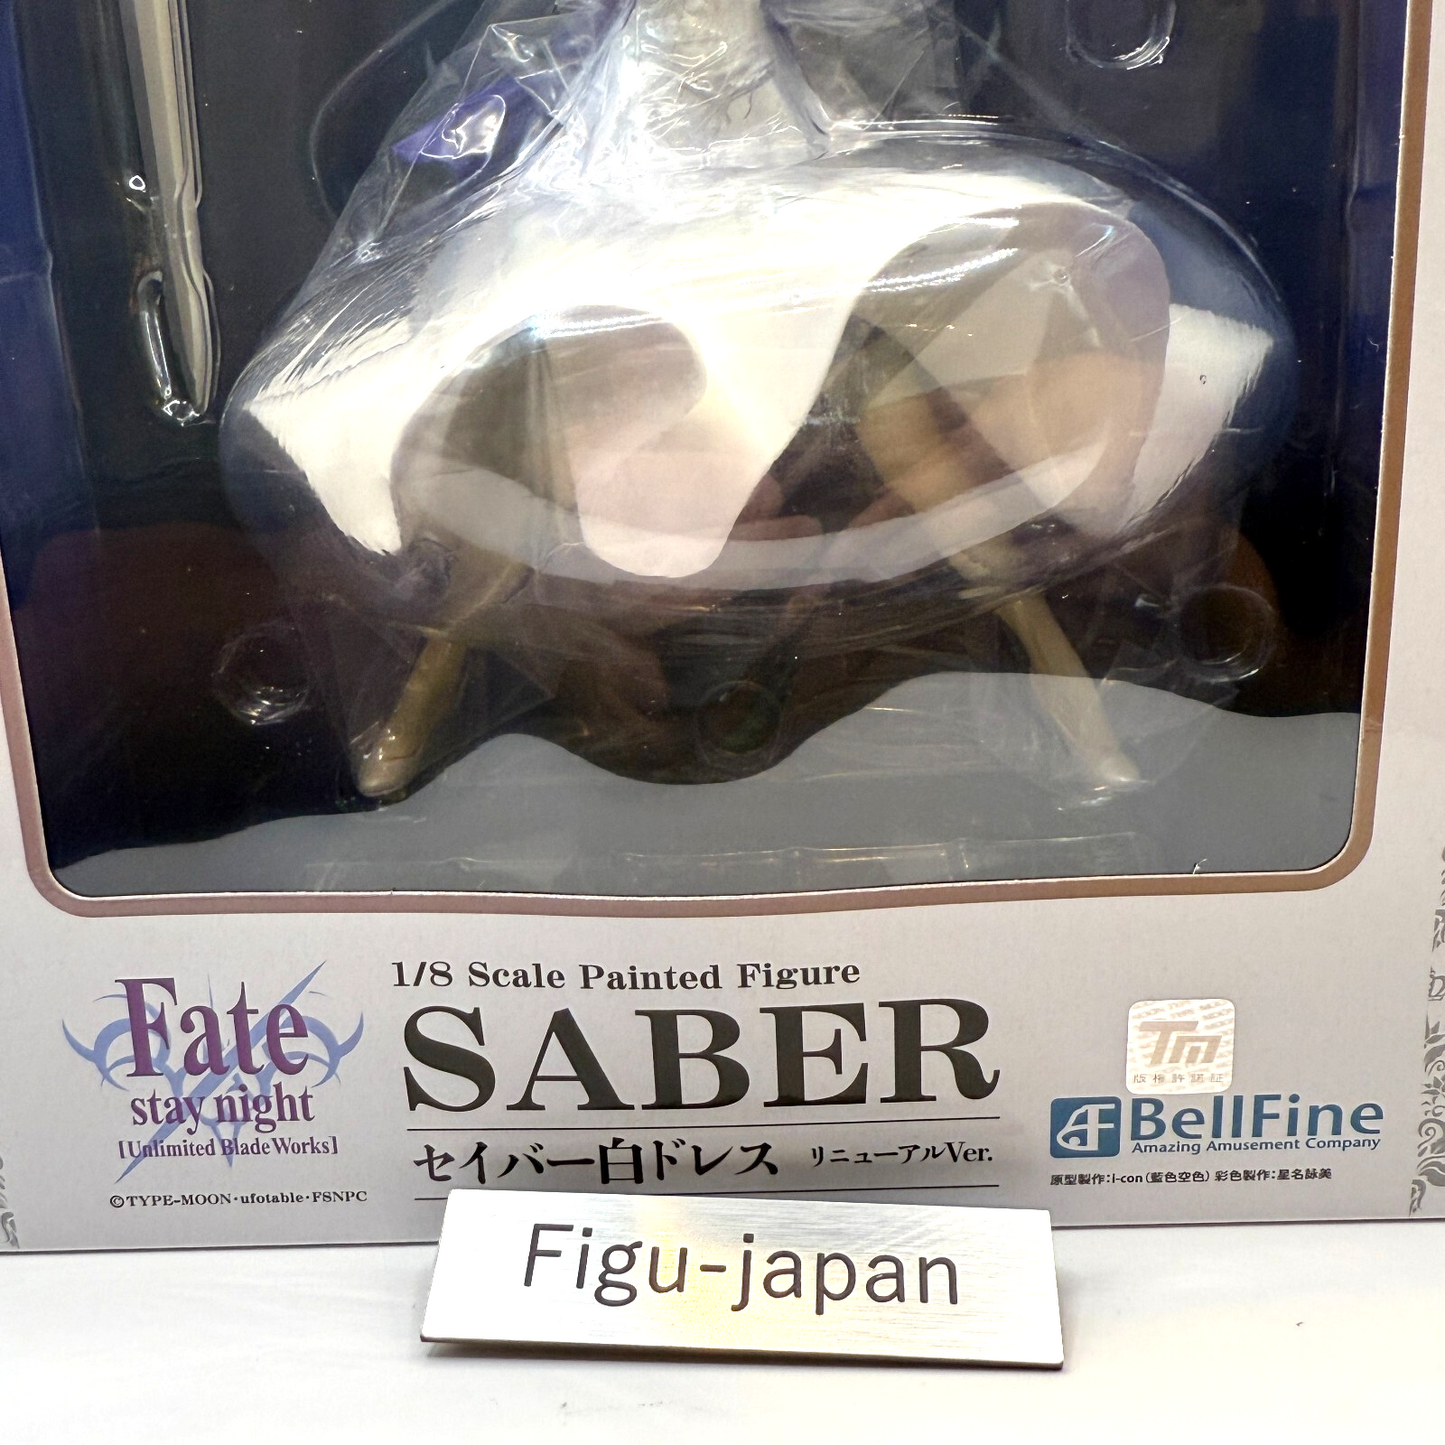 Fate
stay night
[Unlimited Blade Works]
©TYPE-MOON・ufotable・FSNPC
1/8 Scale Painted Figure
SABER
セイバー白ドレス リニューアルVer.
TM
版権許諾証
BellFine
Amazing Amusement Company
原型製作:i-con(藍色空色) 彩色製作:星名詠美
Figu-japan